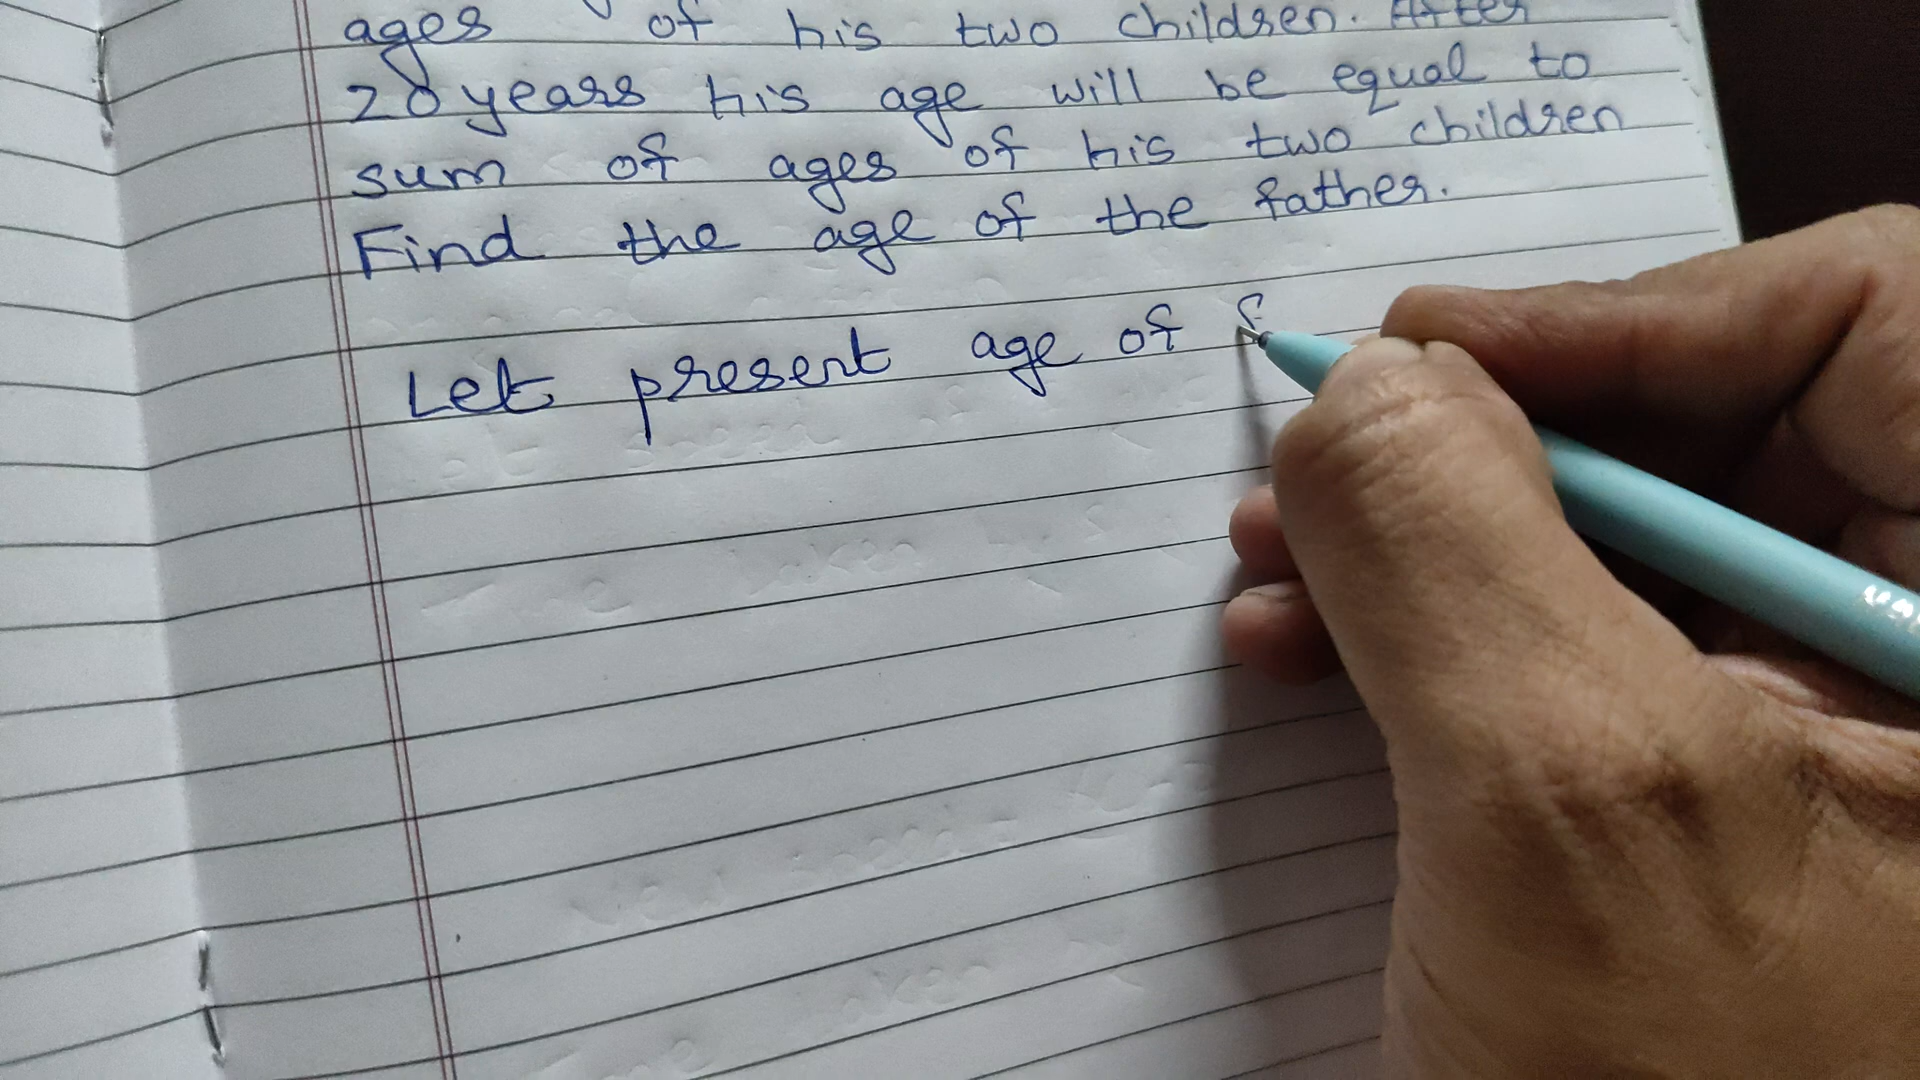 ages of his two children. After
20 years his age will be equal to
sum of ages of his two children
Find the age of the father.
Let present age of f